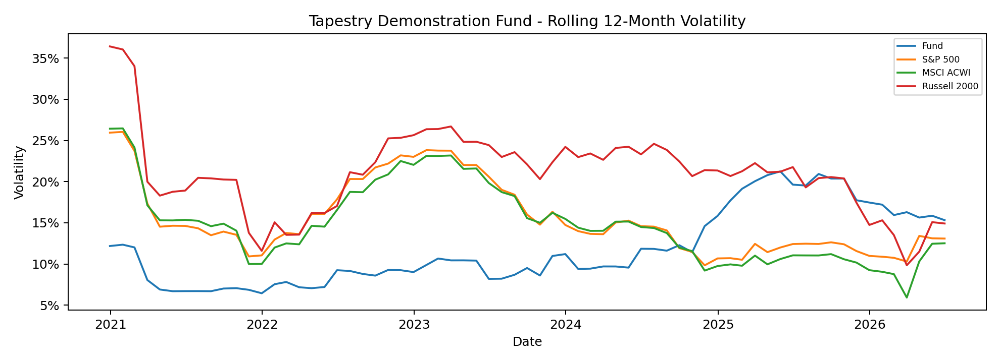 Tapestry Demonstration Fund - Rolling 12-Month Volatility
Fund
S&P 500
MSCI ACWI
Russell 2000
35%
30%
25%
20%
15%
10%
5%
Volatility
2021
2022
2023
2024
2025
2026
Date